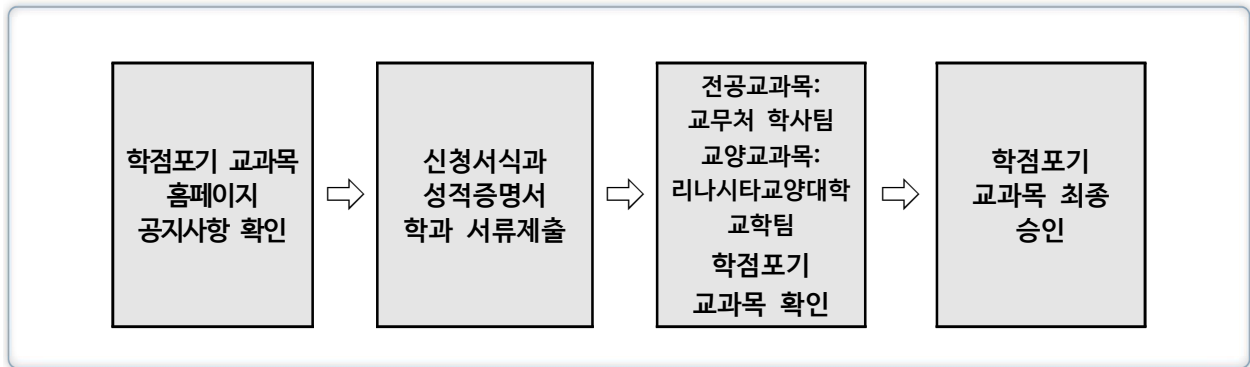 학점포기 교과목
홈페이지
공지사항 확인
신청서식과
성적증명서
학과 서류제출
전공교과목:
교무처 학사팀
교양교과목:
리나시타교양대학
교학팀
학점포기
교과목 확인
학점포기
교과목 최종
승인